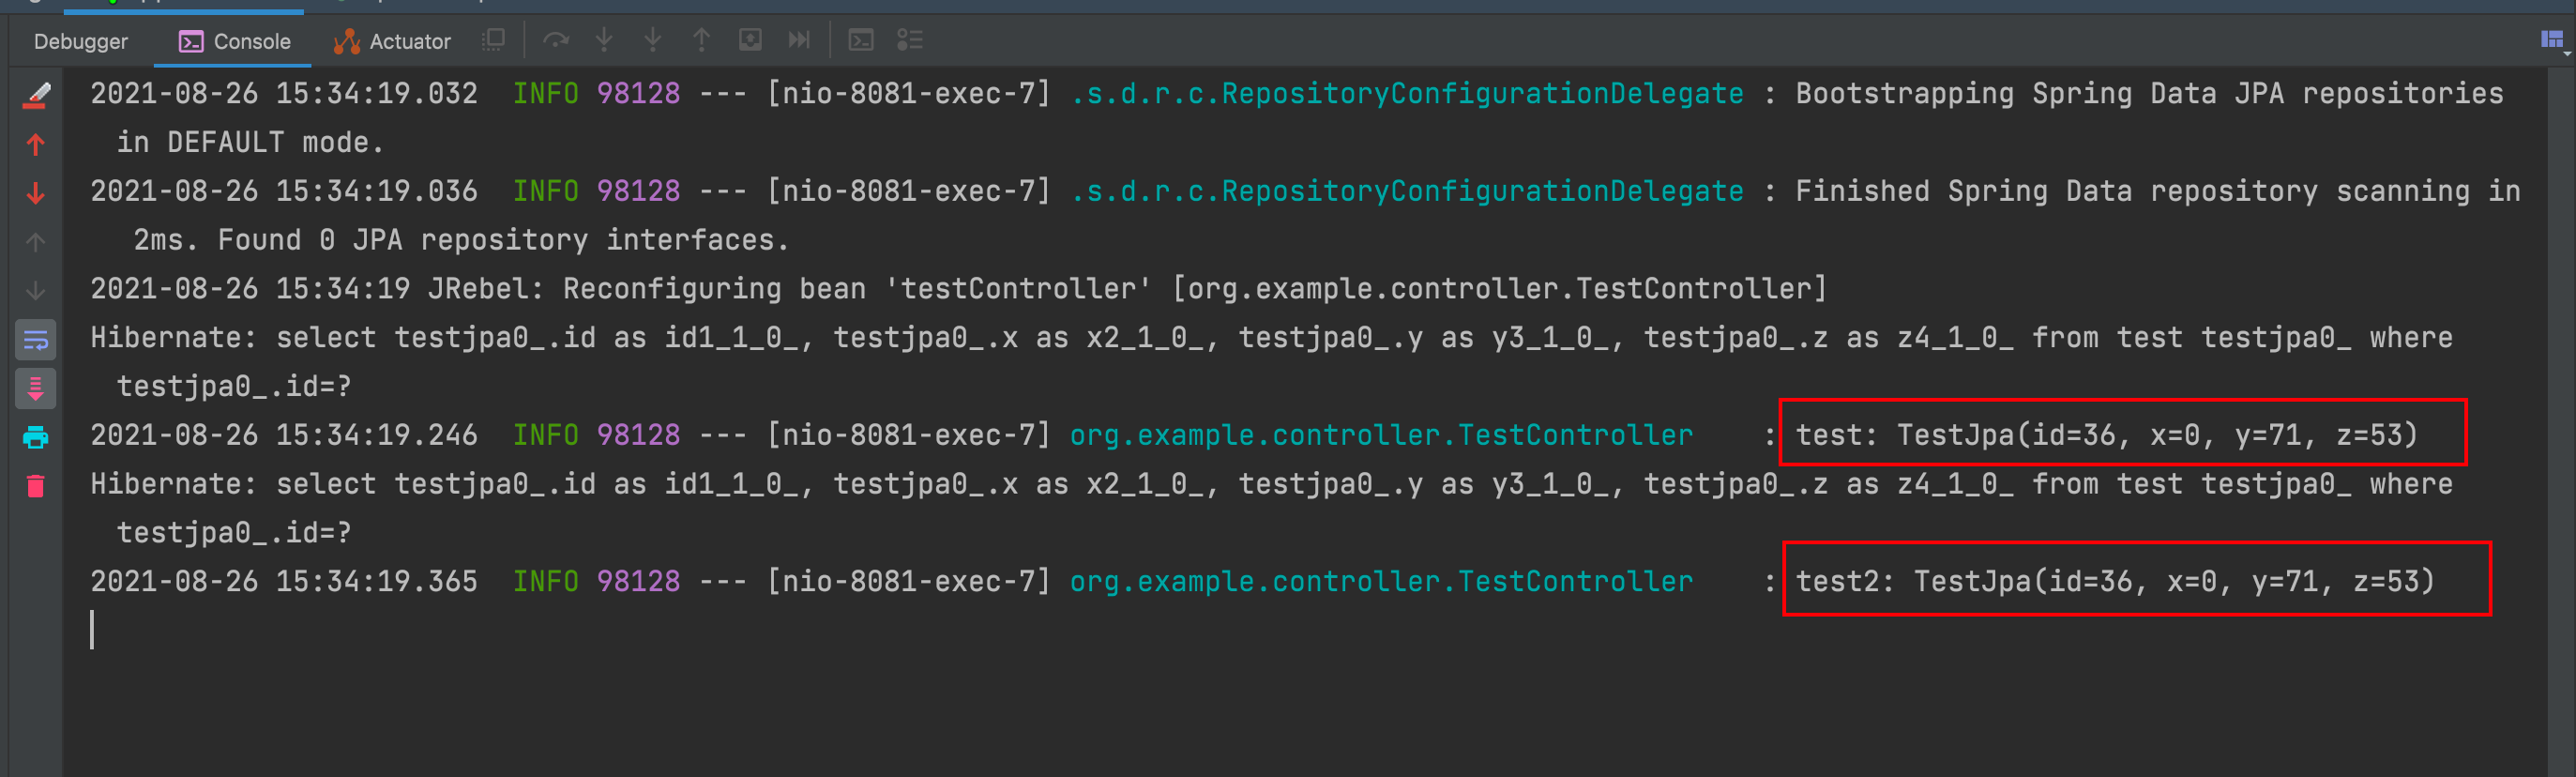 Debugger Console Actuator
2021-08-26 15:34:19.032  INFO 98128 --- [nio-8081-exec-7] .s.d.r.c.RepositoryConfigurationDelegate : Bootstrapping Spring Data JPA repositories
in DEFAULT mode.
2021-08-26 15:34:19.036  INFO 98128 --- [nio-8081-exec-7] .s.d.r.c.RepositoryConfigurationDelegate : Finished Spring Data repository scanning in
2ms. Found 0 JPA repository interfaces.
2021-08-26 15:34:19 JRebel: Reconfiguring bean 'testController' [org.example.controller.TestController]
Hibernate: select testjpa0_.id as id1_1_0_, testjpa0_.x as x2_1_0_, testjpa0_.y as y3_1_0_, testjpa0_.z as z4_1_0_ from test testjpa0_ where
testjpa0_.id=?
2021-08-26 15:34:19.246  INFO 98128 --- [nio-8081-exec-7] org.example.controller.TestController    : test: TestJpa(id=36, x=0, y=71, z=53)
Hibernate: select testjpa0_.id as id1_1_0_, testjpa0_.x as x2_1_0_, testjpa0_.y as y3_1_0_, testjpa0_.z as z4_1_0_ from test testjpa0_ where
testjpa0_.id=?
2021-08-26 15:34:19.365  INFO 98128 --- [nio-8081-exec-7] org.example.controller.TestController    : test2: TestJpa(id=36, x=0, y=71, z=53)